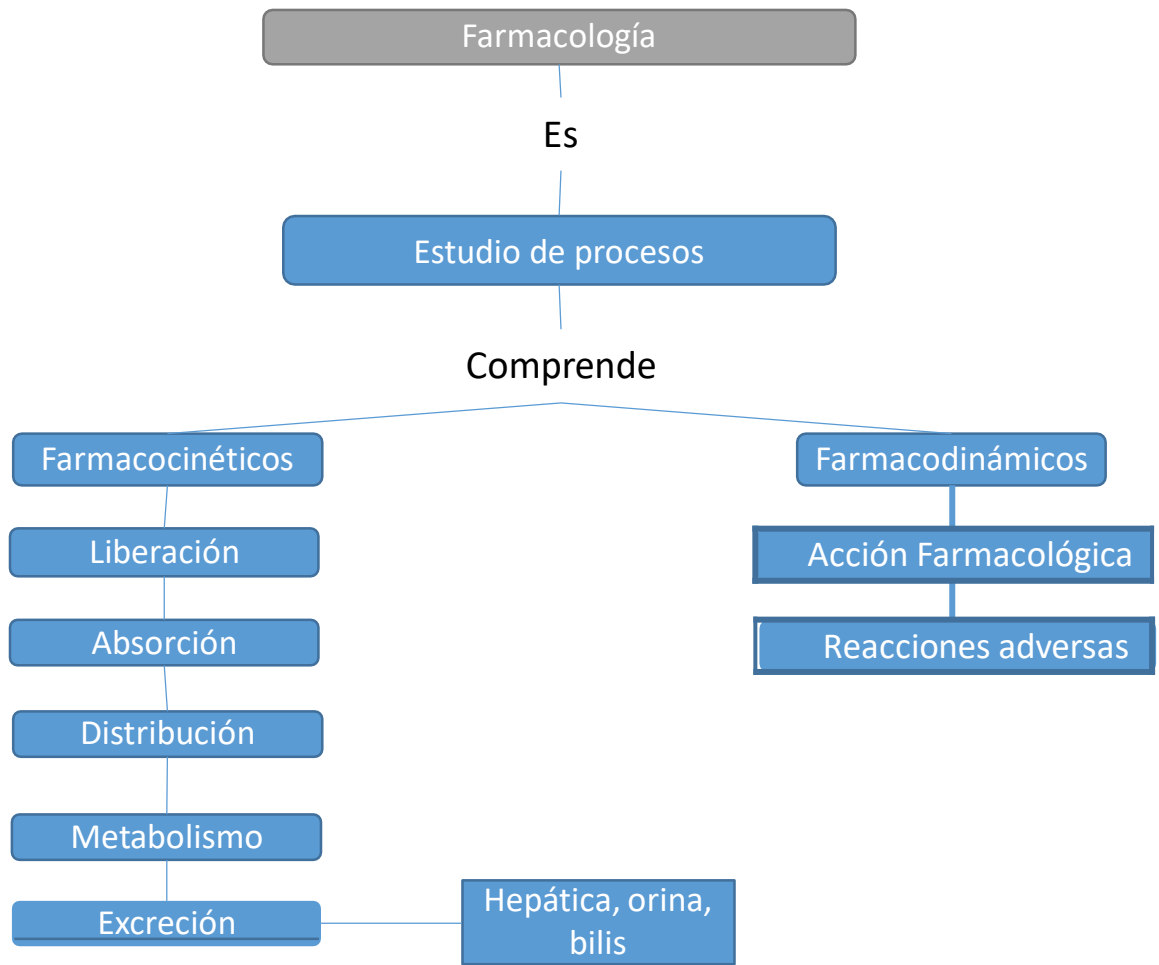 Farmacología
Es
Estudio de procesos
Comprende
Farmacocinéticos
Farmacodinámicos
Liberación
Acción Farmacológica
Absorción
Reacciones adversas
Distribución
Metabolismo
Excreción
Hepática, orina,
bilis